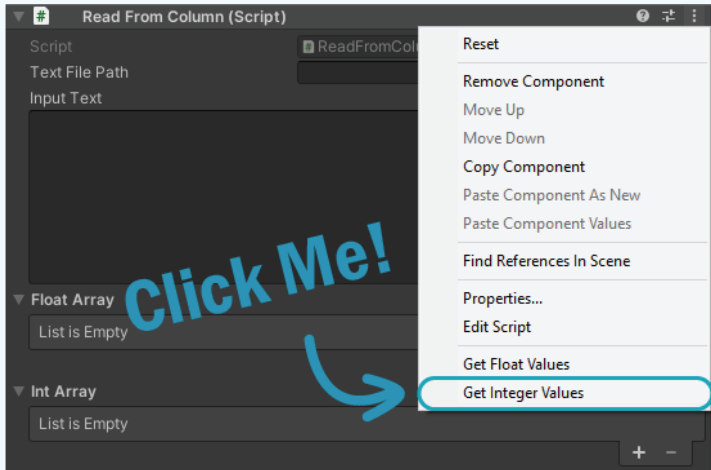 # Read From Column (Script)
Script ReadFromColu
Text File Path
Input Text
Float Array
List is Empty
Int Array
List is Empty
Reset
Remove Component
Move Up
Move Down
Copy Component
Paste Component As New
Paste Component Values
Find References In Scene
Properties...
Edit Script
Get Float Values
Get Integer Values
Click Me!